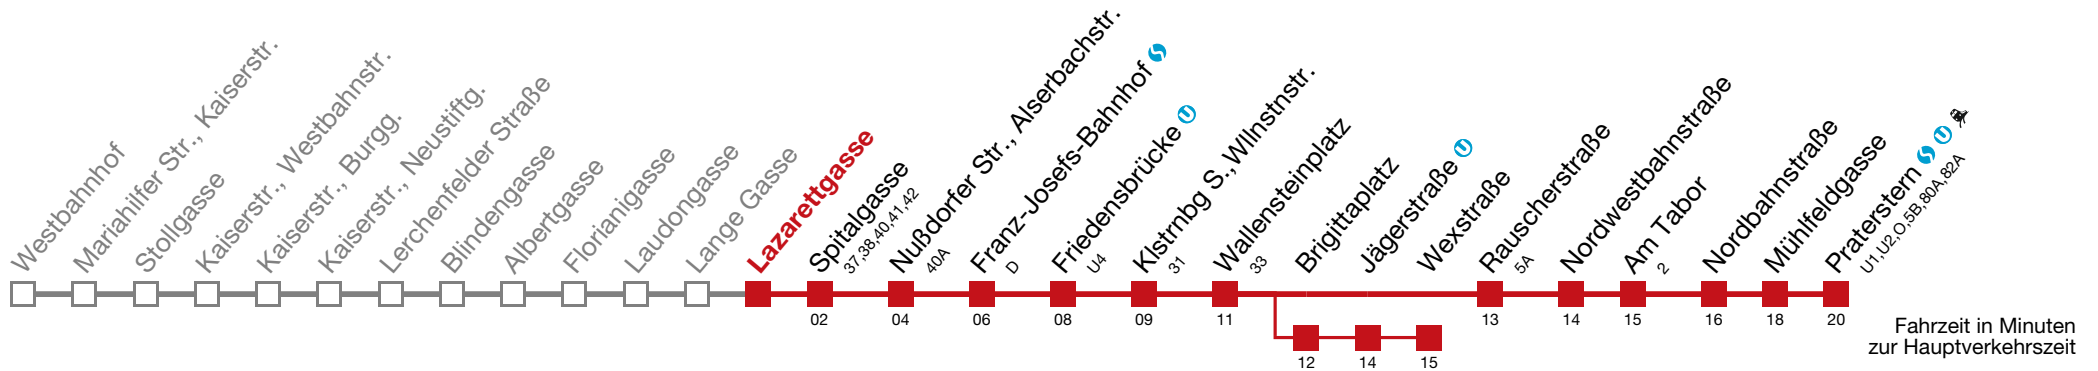 Westbahnhof
Mariahilfer Str., Kaiserstr.
Stollgasse
Kaiserstr., Westbahnstr.
Kaiserstr., Burgg.
Kaiserstr., Neustiftg.
Lerchenfelder Straße
Blindengasse
Albertgasse
Florianigasse
Laudongasse
Lange Gasse
Lazarettgasse
Spitalgasse
37,38,40,41,42
02
Nußdorfer Str., Alserbachstr.
40A
04
Franz-Josefs-Bahnhof
D
06
Friedensbrücke U
U4
08
Klstrnbg S., Wllnstnstr.
31
09
Wallensteinplatz
33
11
Brigittaplatz
12
Jägerstraße U
14
Wexstraße
15
Rauscherstraße
5A
13
Nordwestbahnstraße
14
Am Tabor
2
15
Nordbahnstraße
16
Mühlfeldgasse
18
Praterstern S U
U1,U2,O,5B,80A,82A
20
Fahrzeit in Minuten
zur Hauptverkehrszeit